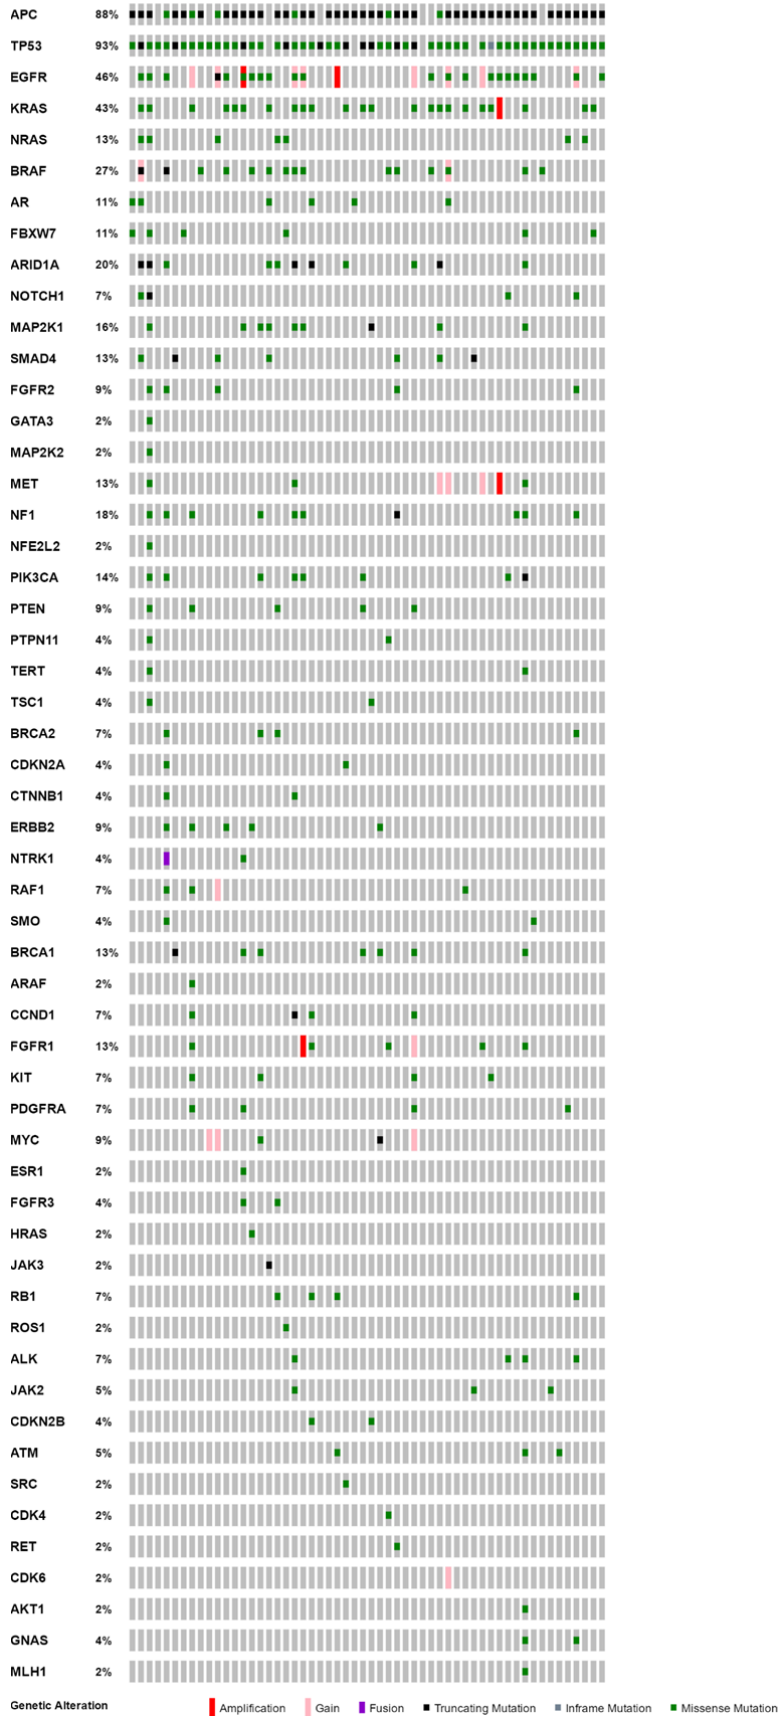 APC 88%
TP53 93%
EGFR 46%
KRAS 43%
NRAS 13%
BRAF 27%
AR 11%
FBXW7 11%
ARID1A 20%
NOTCH1 7%
MAP2K1 16%
SMAD4 13%
FGFR2 9%
GATA3 2%
MAP2K2 2%
MET 13%
NF1 18%
NFE2L2 2%
PIK3CA 14%
PTEN 9%
PTPN11 4%
TERT 4%
TSC1 4%
BRCA2 7%
CDKN2A 4%
CTNNB1 4%
ERBB2 9%
NTRK1 4%
RAF1 7%
SMO 4%
BRCA1 13%
ARAF 2%
CCND1 7%
FGFR1 13%
KIT 7%
PDGFRA 7%
MYC 9%
ESR1 2%
FGFR3 4%
HRAS 2%
JAK3 2%
RB1 7%
ROS1 2%
ALK 7%
JAK2 5%
CDKN2B 4%
ATM 5%
SRC 2%
CDK4 2%
RET 2%
CDK6 2%
AKT1 2%
GNAS 4%
MLH1 2%
Genetic Alteration Amplification Gain Fusion Truncating Mutation Inframe Mutation Missense Mutation